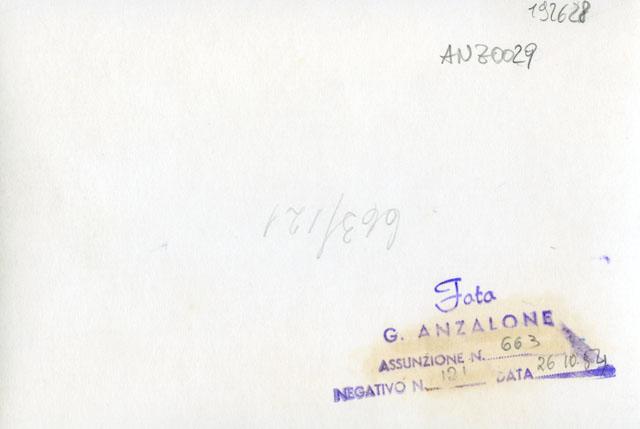 192628
ANZ0029
663/121
Foto
G. ANZALONE
ASSUNZIONE N. 663
NEGATIVO N. 121 DATA 26 10.54